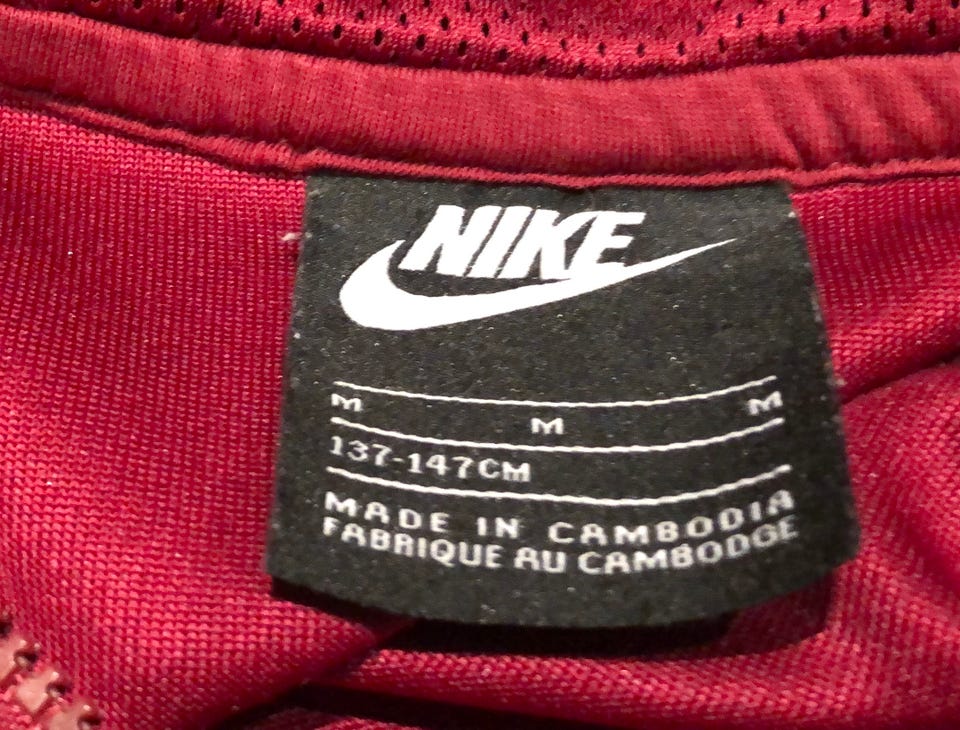 NIKE
M M M
137-147CM
MADE IN CAMBODIA
FABRIQUE AU CAMBODGE